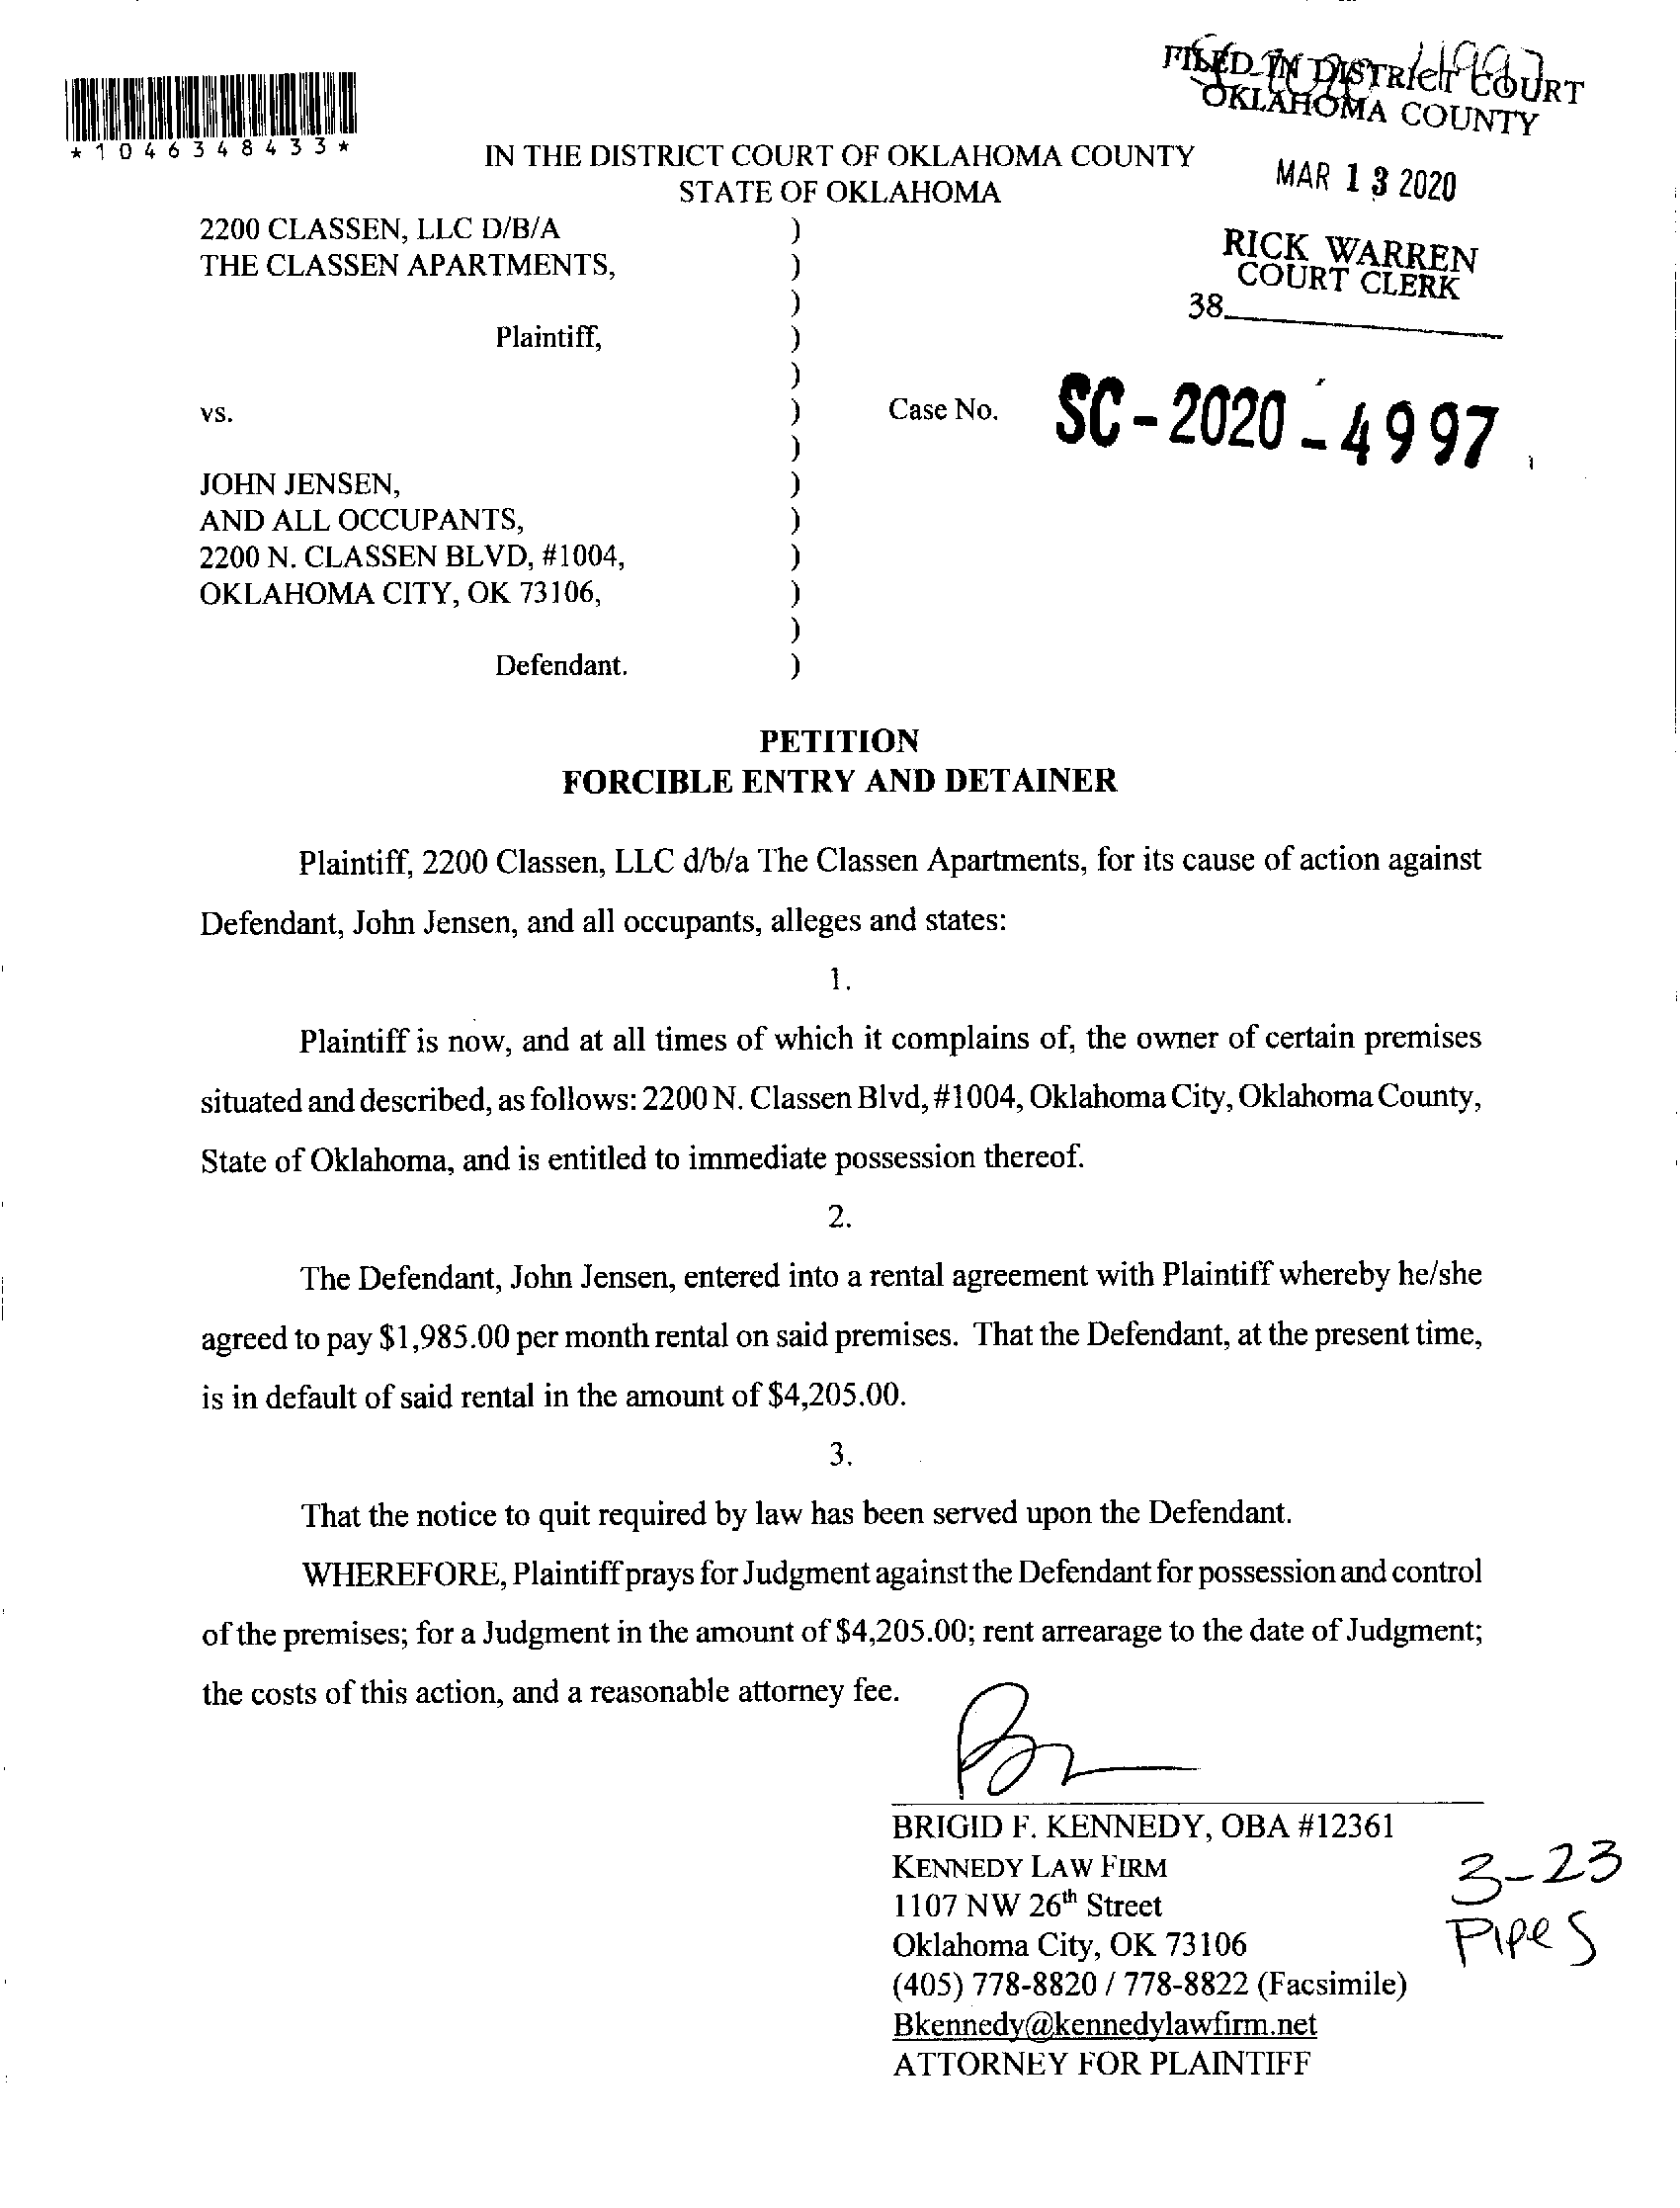 FILED IN DISTRICT COURT
OKLAHOMA COUNTY
*1046348433*
IN THE DISTRICT COURT OF OKLAHOMA COUNTY
STATE OF OKLAHOMA
MAR 13 2020
RICK WARREN
COURT CLERK
38
2200 CLASSEN, LLC D/B/A )
THE CLASSEN APARTMENTS, )
)
Plaintiff, )
)
vs. ) Case No. SC-2020-4997
)
JOHN JENSEN, )
AND ALL OCCUPANTS, )
2200 N. CLASSEN BLVD, #1004, )
OKLAHOMA CITY, OK 73106, )
)
Defendant. )
PETITION
FORCIBLE ENTRY AND DETAINER
Plaintiff, 2200 Classen, LLC d/b/a The Classen Apartments, for its cause of action against
Defendant, John Jensen, and all occupants, alleges and states:
1.
Plaintiff is now, and at all times of which it complains of, the owner of certain premises
situated and described, as follows: 2200 N. Classen Blvd, #1004, Oklahoma City, Oklahoma County,
State of Oklahoma, and is entitled to immediate possession thereof.
2.
The Defendant, John Jensen, entered into a rental agreement with Plaintiff whereby he/she
agreed to pay $1,985.00 per month rental on said premises. That the Defendant, at the present time,
is in default of said rental in the amount of $4,205.00.
3.
That the notice to quit required by law has been served upon the Defendant.
WHEREFORE, Plaintiff prays for Judgment against the Defendant for possession and control
of the premises; for a Judgment in the amount of $4,205.00; rent arrearage to the date of Judgment;
the costs of this action, and a reasonable attorney fee.
BRIGID F. KENNEDY, OBA #12361
KENNEDY LAW FIRM
1107 NW 26th Street
Oklahoma City, OK 73106
(405) 778-8820 / 778-8822 (Facsimile)
Bkennedy@kennedylawfirm.net
ATTORNEY FOR PLAINTIFF
3-23
Pipes